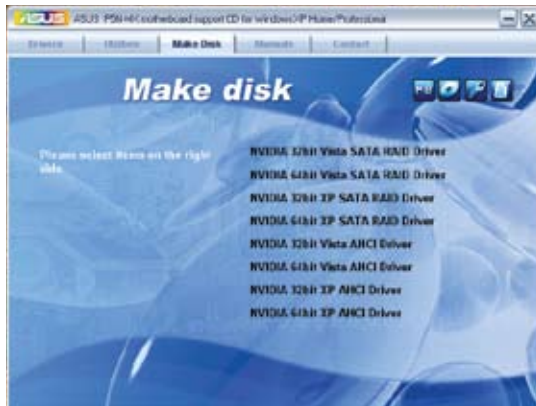 ASUS ASUS P5N-MX motherboard support CD for Windows XP Home/Professional
Drivers Utilities Make Disk Manuals Contact
Make disk
Please select items on the right
side
NVIDIA 32bit Vista SATA RAID Driver
NVIDIA 64bit Vista SATA RAID Driver
NVIDIA 32bit XP SATA RAID Driver
NVIDIA 64bit XP SATA RAID Driver
NVIDIA 32bit Vista AHCI Driver
NVIDIA 64bit Vista AHCI Driver
NVIDIA 32bit XP AHCI Driver
NVIDIA 64bit XP AHCI Driver